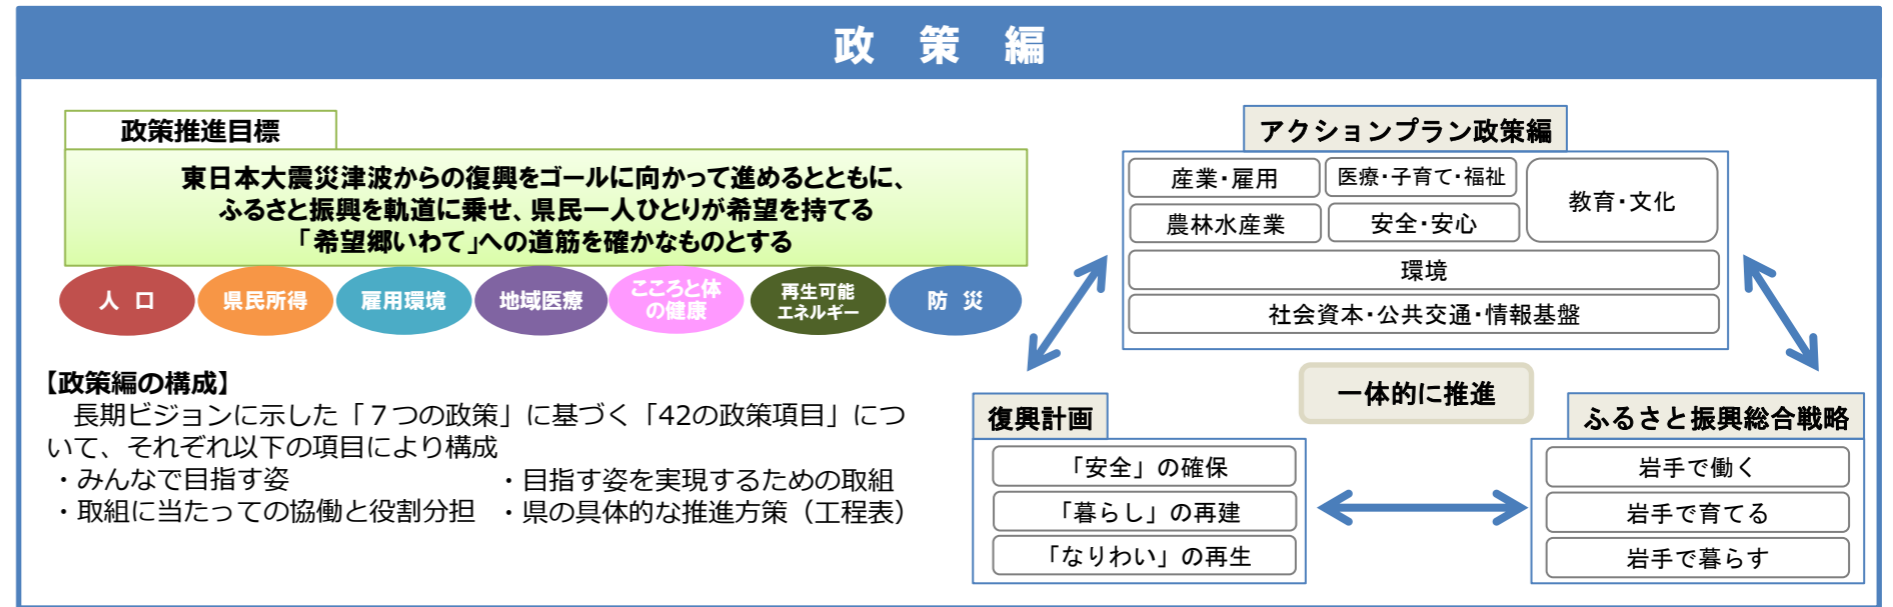 政策編
政策推進目標
東日本大震災津波からの復興をゴールに向かって進めるとともに、
ふるさと振興を軌道に乗せ、県民一人ひとりが希望を持てる
「希望郷いわて」への道筋を確かなものとする
人口
県民所得
雇用環境
地域医療
こころと体
の健康
再生可能
エネルギー
防災
【政策編の構成】
長期ビジョンに示した「７つの政策」に基づく「42の政策項目」につ
いて、それぞれ以下の項目により構成
・みんなで目指す姿
・目指す姿を実現するための取組
・取組に当たっての協働と役割分担
・県の具体的な推進方策（工程表）
アクションプラン政策編
産業・雇用
医療・子育て・福祉
教育・文化
農林水産業
安全・安心
環境
社会資本・公共交通・情報基盤
一体的に推進
復興計画
「安全」の確保
「暮らし」の再建
「なりわい」の再生
ふるさと振興総合戦略
岩手で働く
岩手で育てる
岩手で暮らす